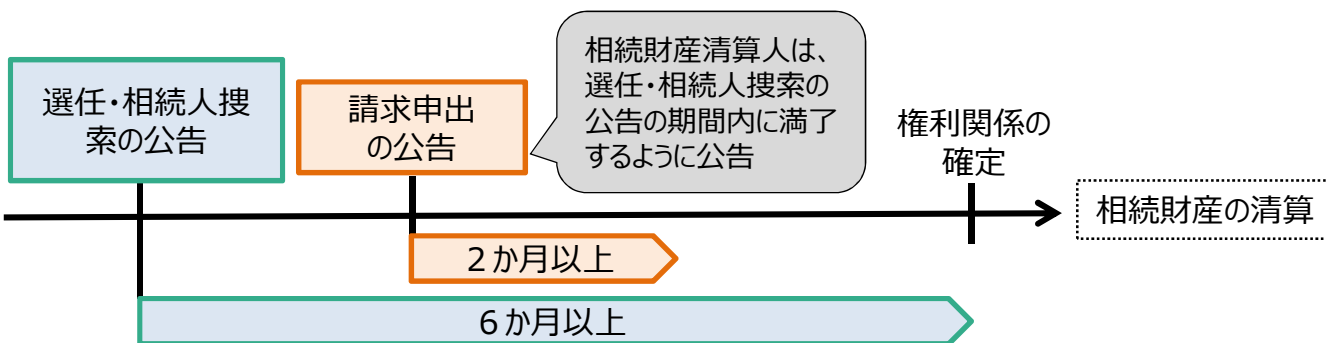 選任・相続人捜
索の公告
請求申出
の公告
相続財産清算人は、
選任・相続人捜索の
公告の期間内に満了
するように公告
権利関係の
確定
相続財産の清算
２か月以上
６か月以上